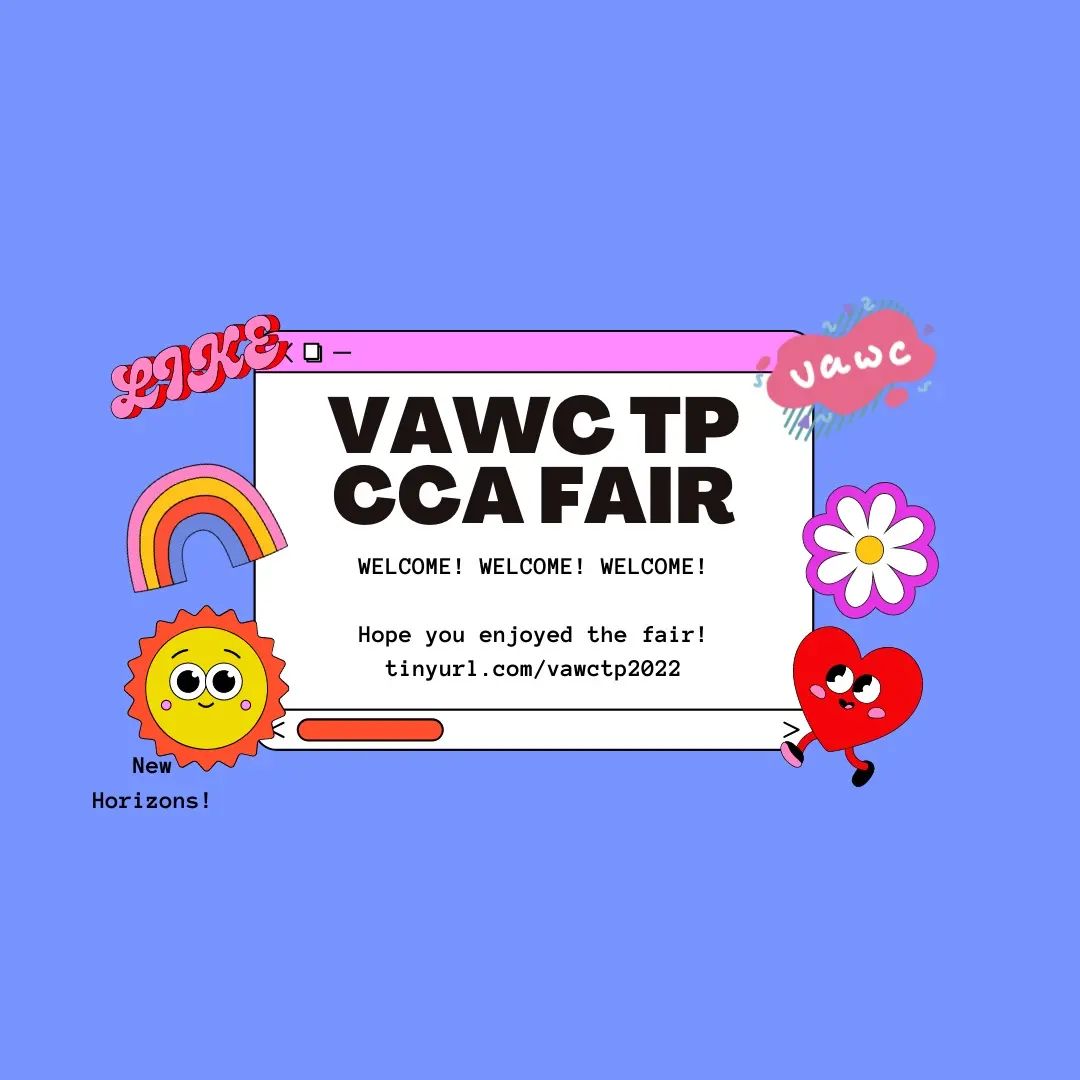 LIKE
vawc
VAWC TP
CCA FAIR
WELCOME! WELCOME! WELCOME!
Hope you enjoyed the fair!
tinyurl.com/vawctp2022
New
Horizons!